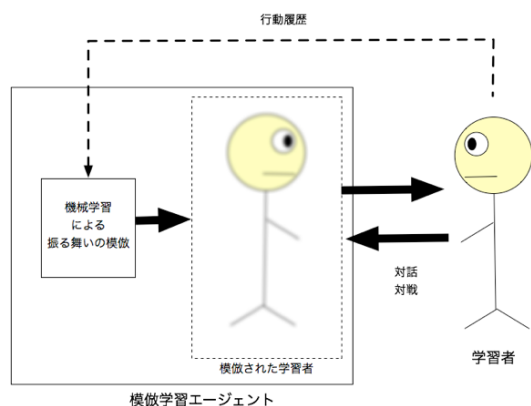 行動履歴
機械学習
による
振る舞いの模倣
対話
対戦
模倣された学習者
学習者
模倣学習エージェント